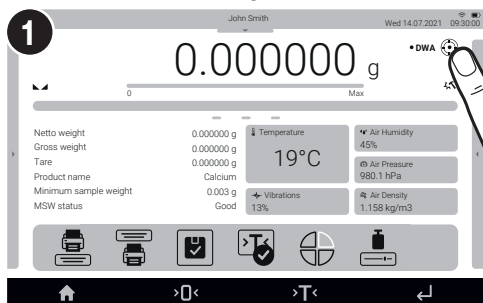 1
John Smith
Wed 14.07.2021 09:30:00
0.000000 g
• DWA
0 Max
Netto weight 0.000000 g
Gross weight 0.000000 g
Tare 0.000000 g
Product name Calcium
Minimum sample weight 0.003 g
MSW status Good
Temperature
19°C
Vibrations
13%
Air Humidity
45%
Air Preasure
980.1 hPa
Air Density
1.158 kg/m3
>T<
>0< >T<